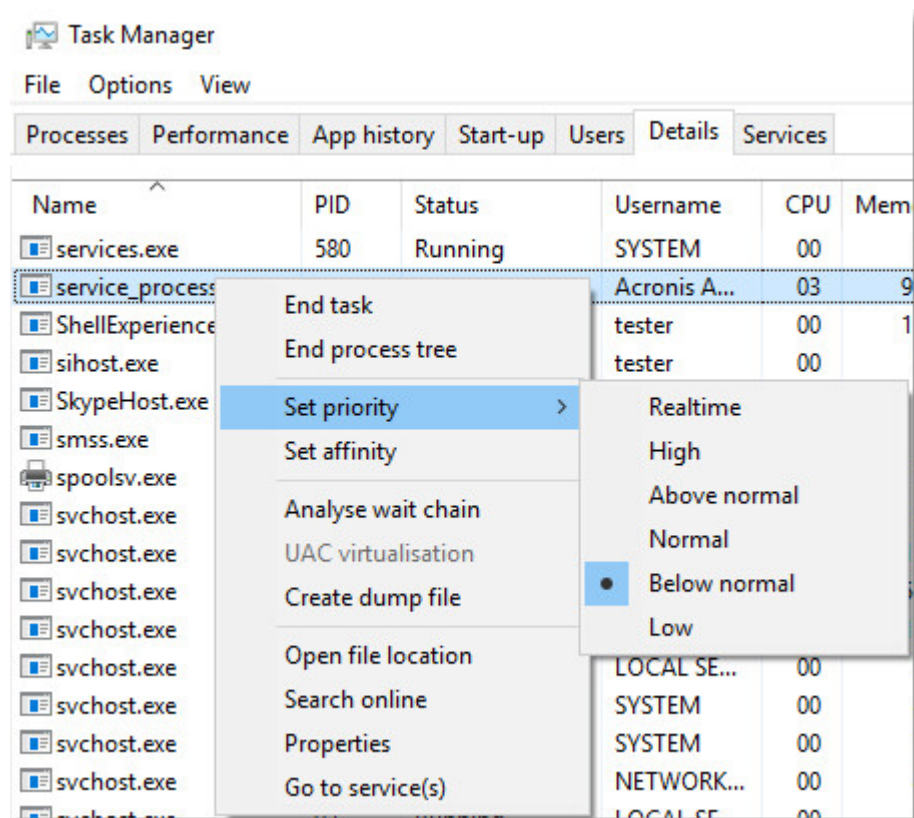 Task Manager
File Options View
Processes Performance App history Start-up Users Details Services
Name PID Status Username CPU Mem
services.exe 580 Running SYSTEM 00
service_process Acronis A... 03 9
End task
ShellExperience tester 00 1
End process tree
sihost.exe tester 00
SkypeHost.exe Set priority > Realtime
smss.exe Set affinity High
spoolsv.exe Above normal
svchost.exe Analyse wait chain Normal
svchost.exe UAC virtualisation
svchost.exe Create dump file Below normal
svchost.exe Low
svchost.exe Open file location LOCAL SE... 00
svchost.exe Search online SYSTEM 00
svchost.exe Properties SYSTEM 00
svchost.exe Go to service(s) NETWORK... 00